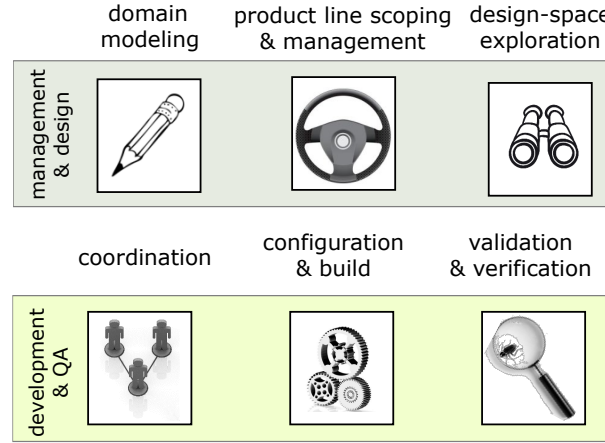 domain
modeling
product line scoping
& management
design-space
exploration
management
& design
coordination
configuration
& build
validation
& verification
development
& QA